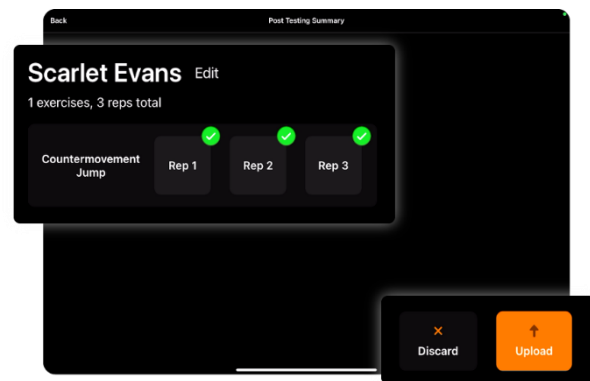 Back
Post Testing Summary
Scarlet Evans Edit
1 exercises, 3 reps total
Countermovement
Jump
Rep 1
Rep 2
Rep 3
Discard
Upload